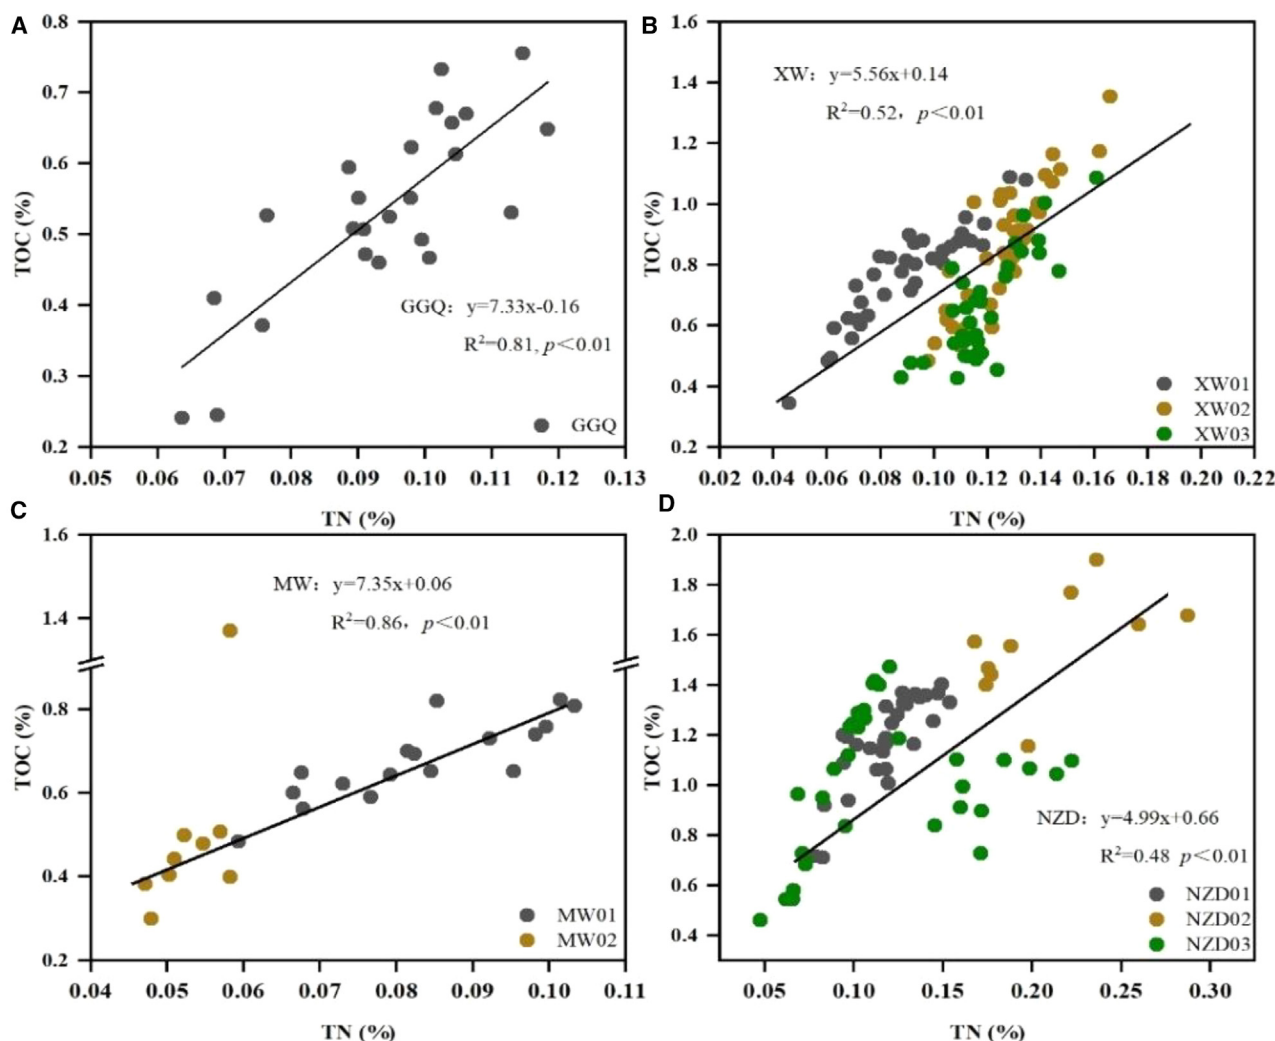 A
TOC (%)
0.8
0.7
0.6
0.5
0.4
0.3
0.2
GGQ: y=7.33x-0.16
R²=0.81, p<0.01
GGQ
0.05 0.06 0.07 0.08 0.09 0.10 0.11 0.12 0.13
TN (%)
B
TOC (%)
1.6
1.4
1.2
1.0
0.8
0.6
0.4
0.2
XW: y=5.56x+0.14
R²=0.52, p<0.01
XW01
XW02
XW03
0.02 0.04 0.06 0.08 0.10 0.12 0.14 0.16 0.18 0.20 0.22
TN (%)
C
TOC (%)
1.6
1.4
0.8
0.6
0.4
0.2
MW: y=7.35x+0.06
R²=0.86, p<0.01
MW01
MW02
0.04 0.05 0.06 0.07 0.08 0.09 0.10 0.11
TN (%)
D
TOC (%)
2.0
1.8
1.6
1.4
1.2
1.0
0.8
0.6
0.4
NZD: y=4.99x+0.66
R²=0.48 p<0.01
NZD01
NZD02
NZD03
0.05 0.10 0.15 0.20 0.25 0.30
TN (%)